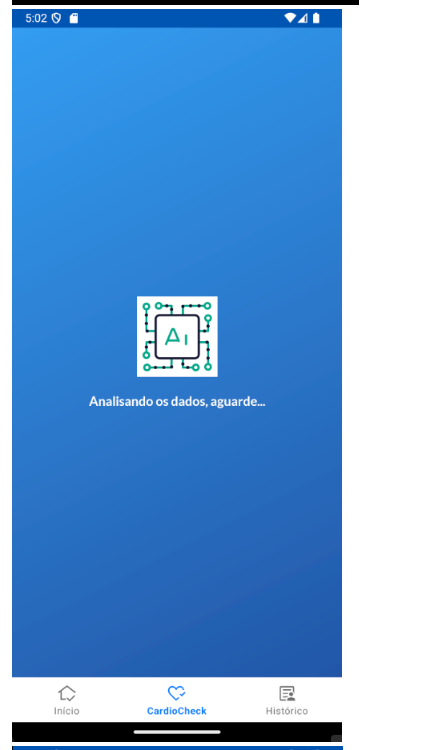 5:02
AI
Analisando os dados, aguarde...
Início
CardioCheck
Histórico